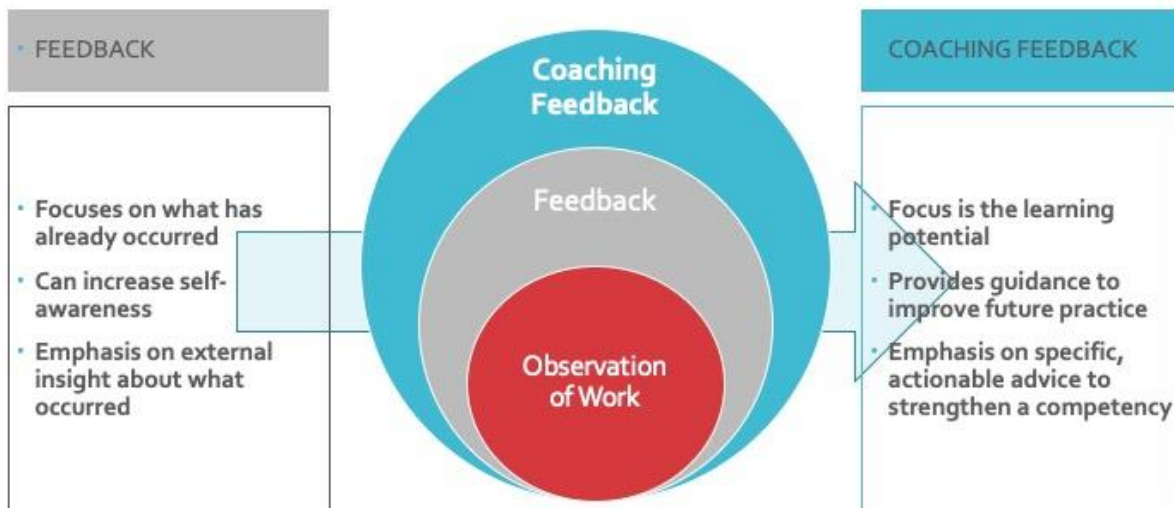 • FEEDBACK
• Focuses on what has
already occurred
• Can increase self-
awareness
• Emphasis on external
insight about what
occurred
Coaching
Feedback
Feedback
Observation
of Work
COACHING FEEDBACK
• Focus is the learning
potential
• Provides guidance to
improve future practice
• Emphasis on specific,
actionable advice to
strengthen a competency